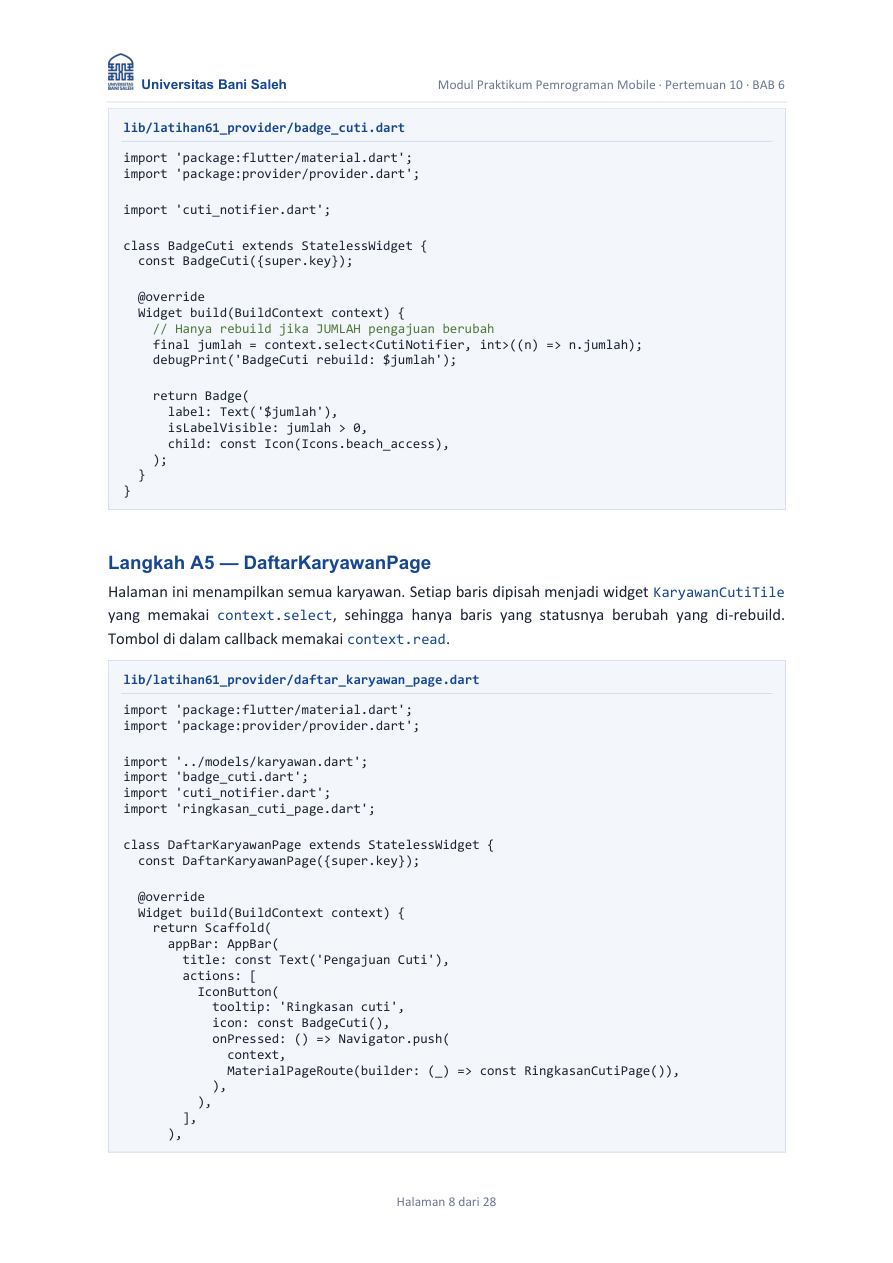 UNIVERSITAS
BANI SALEH
Universitas Bani Saleh
Modul Praktikum Pemrograman Mobile · Pertemuan 10 · BAB 6
lib/latihan61_provider/badge_cuti.dart
import 'package:flutter/material.dart';
import 'package:provider/provider.dart';

import 'cuti_notifier.dart';

class BadgeCuti extends StatelessWidget {
  const BadgeCuti({super.key});

  @override
  Widget build(BuildContext context) {
    // Hanya rebuild jika JUMLAH pengajuan berubah
    final jumlah = context.select<CutiNotifier, int>((n) => n.jumlah);
    debugPrint('BadgeCuti rebuild: $jumlah');

    return Badge(
      label: Text('$jumlah'),
      isLabelVisible: jumlah > 0,
      child: const Icon(Icons.beach_access),
    );
  }
}
Langkah A5 — DaftarKaryawanPage
Halaman ini menampilkan semua karyawan. Setiap baris dipisah menjadi widget KaryawanCutiTile
yang memakai context.select, sehingga hanya baris yang statusnya berubah yang di-rebuild.
Tombol di dalam callback memakai context.read.
lib/latihan61_provider/daftar_karyawan_page.dart
import 'package:flutter/material.dart';
import 'package:provider/provider.dart';

import '../models/karyawan.dart';
import 'badge_cuti.dart';
import 'cuti_notifier.dart';
import 'ringkasan_cuti_page.dart';

class DaftarKaryawanPage extends StatelessWidget {
  const DaftarKaryawanPage({super.key});

  @override
  Widget build(BuildContext context) {
    return Scaffold(
      appBar: AppBar(
        title: const Text('Pengajuan Cuti'),
        actions: [
          IconButton(
            tooltip: 'Ringkasan cuti',
            icon: const BadgeCuti(),
            onPressed: () => Navigator.push(
              context,
              MaterialPageRoute(builder: (_) => const RingkasanCutiPage()),
            ),
          ),
        ],
      ),
Halaman 8 dari 28